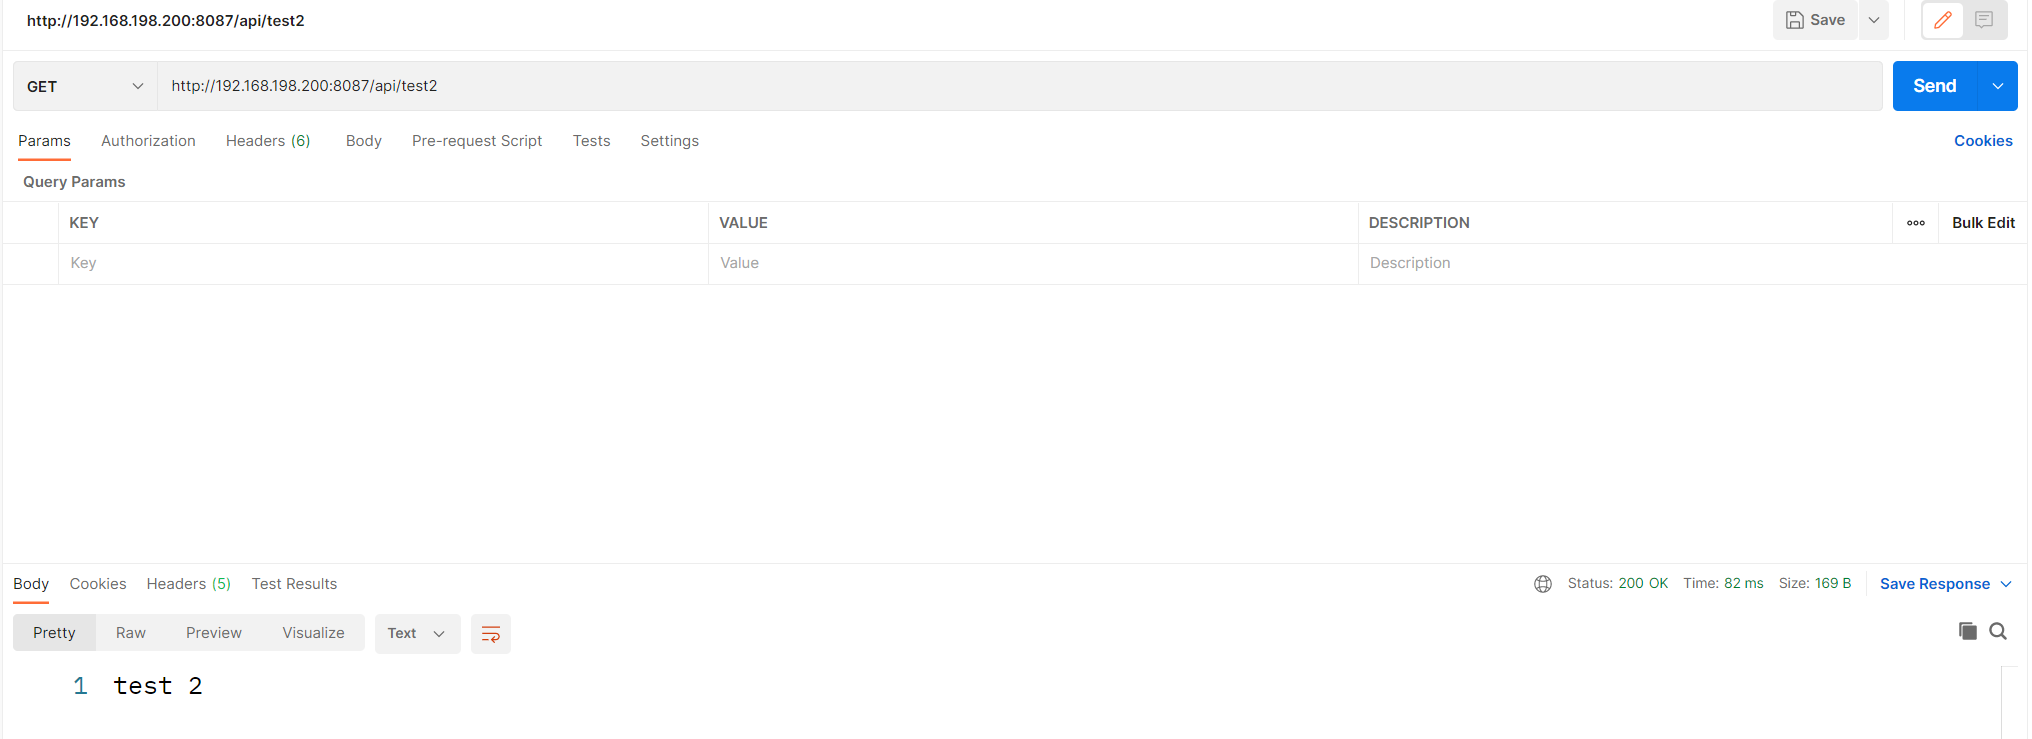 http://192.168.198.200:8087/api/test2 Save
GET http://192.168.198.200:8087/api/test2 Send
Params Authorization Headers (6) Body Pre-request Script Tests Settings Cookies
Query Params
KEY VALUE DESCRIPTION Bulk Edit
Key Value Description
Body Cookies Headers (5) Test Results Status: 200 OK Time: 82 ms Size: 169 B Save Response
Pretty Raw Preview Visualize Text
1 test 2